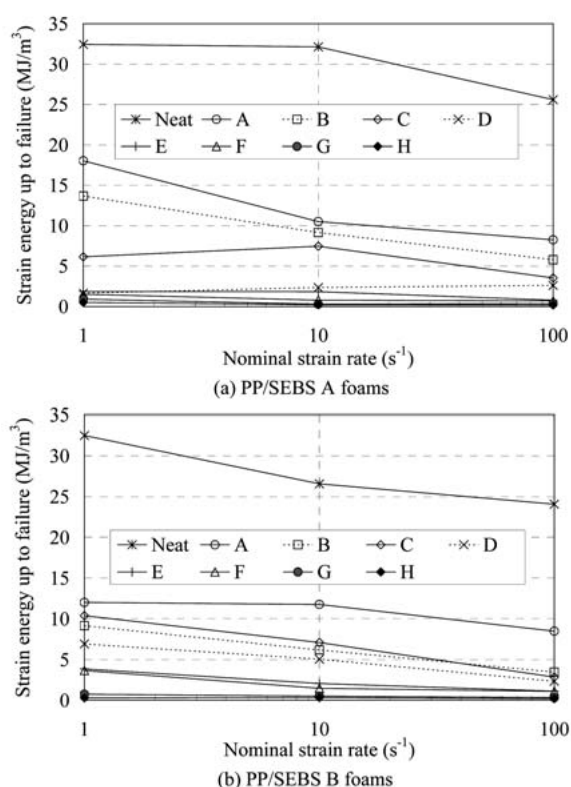 35
30
25
20
15
10
5
0
Strain energy up to failure (MJ/m³)
Neat A B C D
E F G H
1 10 100
Nominal strain rate (s⁻¹)
(a) PP/SEBS A foams
35
30
25
20
15
10
5
0
Strain energy up to failure (MJ/m³)
Neat A B C D
E F G H
1 10 100
Nominal strain rate (s⁻¹)
(b) PP/SEBS B foams